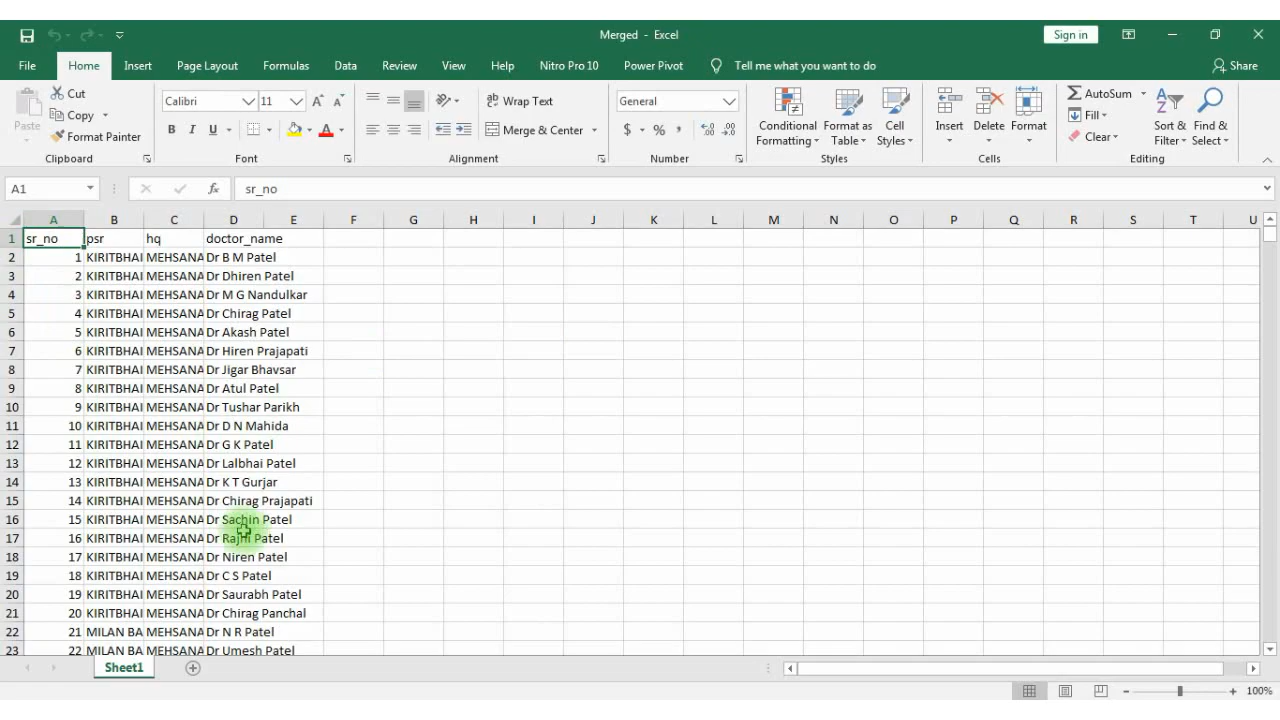 Merged - Excel
Sign in
File Home Insert Page Layout Formulas Data Review View Help Nitro Pro 10 Power Pivot Tell me what you want to do Share
Cut
Copy
Format Painter
Paste
Clipboard
Calibri 11
B I U
Font
Wrap Text
Merge & Center
Alignment
General
$ % ,
Number
Conditional Formatting
Format as Table
Cell Styles
Styles
Insert Delete Format
Cells
AutoSum
Fill
Clear
Sort & Filter
Find & Select
Editing
A1 fx sr_no
A B C D E F G H I J K L M N O P Q R S T U
1 sr_no psr hq doctor_name
2 1 KIRITBHAI MEHSANA Dr B M Patel
3 2 KIRITBHAI MEHSANA Dr Dhiren Patel
4 3 KIRITBHAI MEHSANA Dr M G Nandulkar
5 4 KIRITBHAI MEHSANA Dr Chirag Patel
6 5 KIRITBHAI MEHSANA Dr Akash Patel
7 6 KIRITBHAI MEHSANA Dr Hiren Prajapati
8 7 KIRITBHAI MEHSANA Dr Jigar Bhavsar
9 8 KIRITBHAI MEHSANA Dr Atul Patel
10 9 KIRITBHAI MEHSANA Dr Tushar Parikh
11 10 KIRITBHAI MEHSANA Dr D N Mahida
12 11 KIRITBHAI MEHSANA Dr G K Patel
13 12 KIRITBHAI MEHSANA Dr Lalbhai Patel
14 13 KIRITBHAI MEHSANA Dr K T Gurjar
15 14 KIRITBHAI MEHSANA Dr Chirag Prajapati
16 15 KIRITBHAI MEHSANA Dr Sachin Patel
17 16 KIRITBHAI MEHSANA Dr Rajni Patel
18 17 KIRITBHAI MEHSANA Dr Niren Patel
19 18 KIRITBHAI MEHSANA Dr C S Patel
20 19 KIRITBHAI MEHSANA Dr Saurabh Patel
21 20 KIRITBHAI MEHSANA Dr Chirag Panchal
22 21 MILAN BA MEHSANA Dr N R Patel
23 22 MILAN BA MEHSANA Dr Umesh Patel
Sheet1
100%